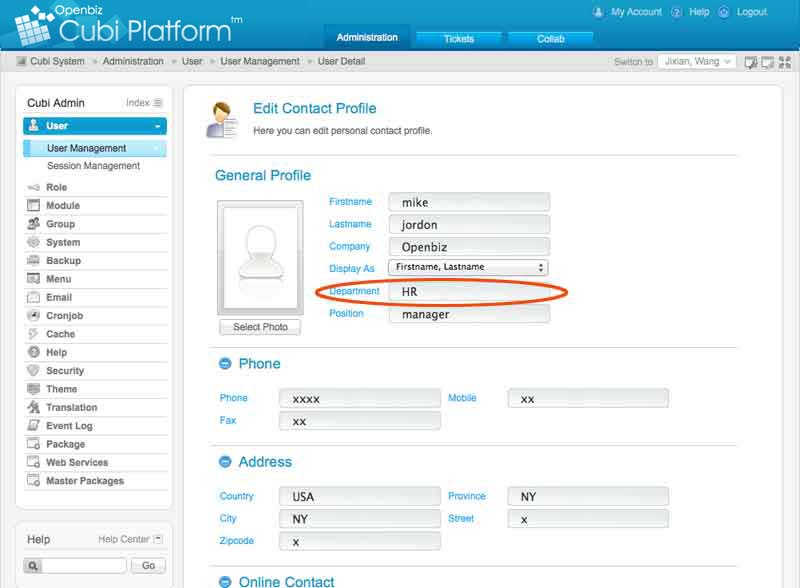 Openbiz
Cubi Platform™
My Account Help Logout
Administration Tickets Collab
Cubi System » Administration » User » User Management » User Detail
Switch to Jixian, Wang
Cubi Admin Index
User
User Management
Session Management
Role
Module
Group
System
Backup
Menu
Email
Cronjob
Cache
Help
Security
Theme
Translation
Event Log
Package
Web Services
Master Packages
Help Help Center
Go
Edit Contact Profile
Here you can edit personal contact profile.
General Profile
Select Photo
Firstname mike
Lastname jordon
Company Openbiz
Display As Firstname, Lastname
Department HR
Position manager
Phone
Phone xxxx Mobile xx
Fax xx
Address
Country USA Province NY
City NY Street x
Zipcode x
Online Contact